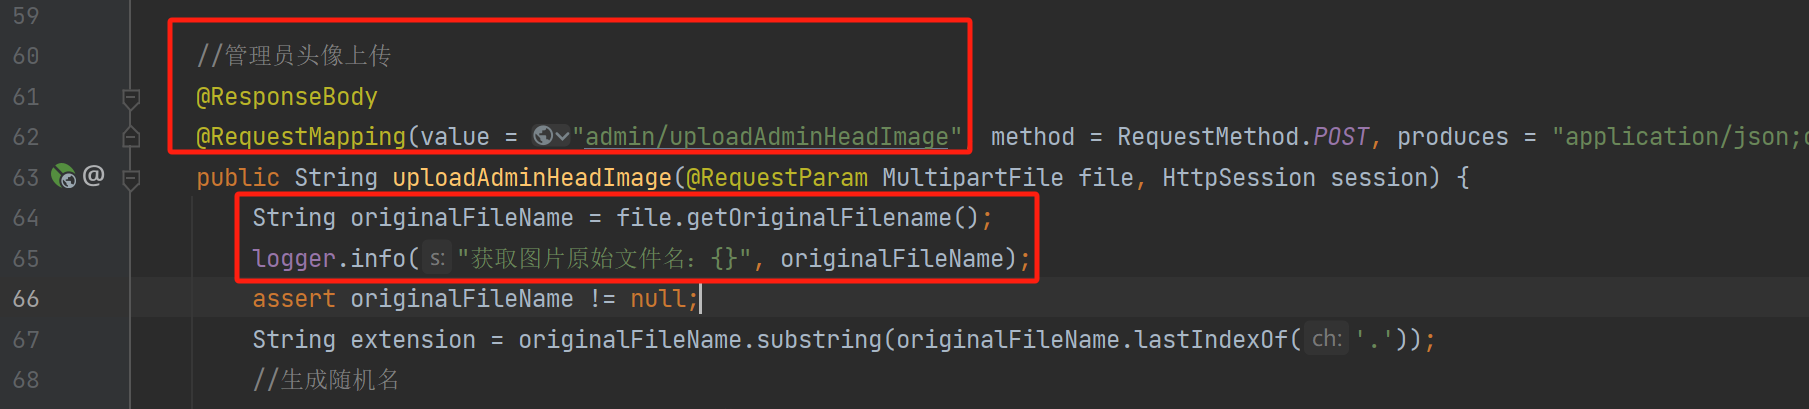 59
60 //管理员头像上传
61 @ResponseBody
62 @RequestMapping(value = "admin/uploadAdminHeadImage" method = RequestMethod.POST, produces = "application/json;
63 @ public String uploadAdminHeadImage(@RequestParam MultipartFile file, HttpSession session) {
64 String originalFileName = file.getOriginalFilename();
65 logger.info( s: "获取图片原始文件名：{}", originalFileName);
66 assert originalFileName != null;
67 String extension = originalFileName.substring(originalFileName.lastIndexOf( ch: '.'));
68 //生成随机名